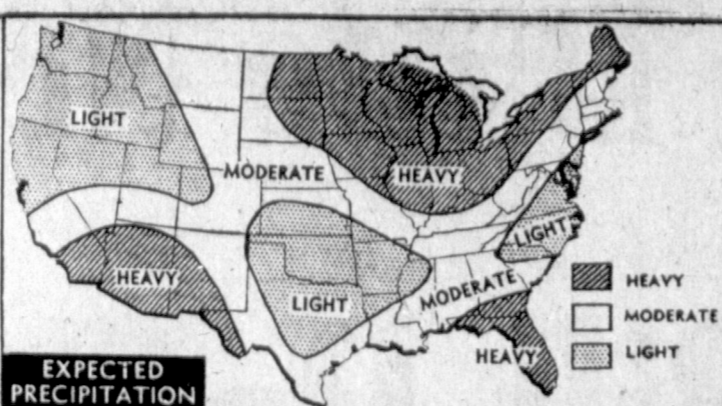 LIGHT
MODERATE
HEAVY
HEAVY
LIGHT
LIGHT
MODERATE
HEAVY
HEAVY
MODERATE
LIGHT
EXPECTED
PRECIPITATION